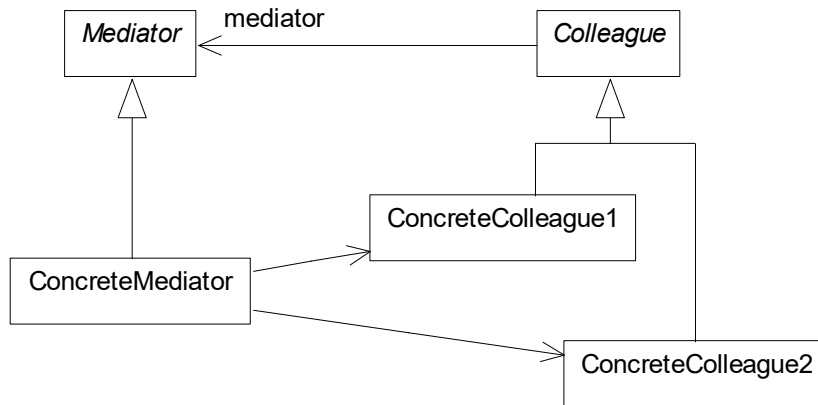 Mediator
mediator
Colleague
ConcreteColleague1
ConcreteMediator
ConcreteColleague2